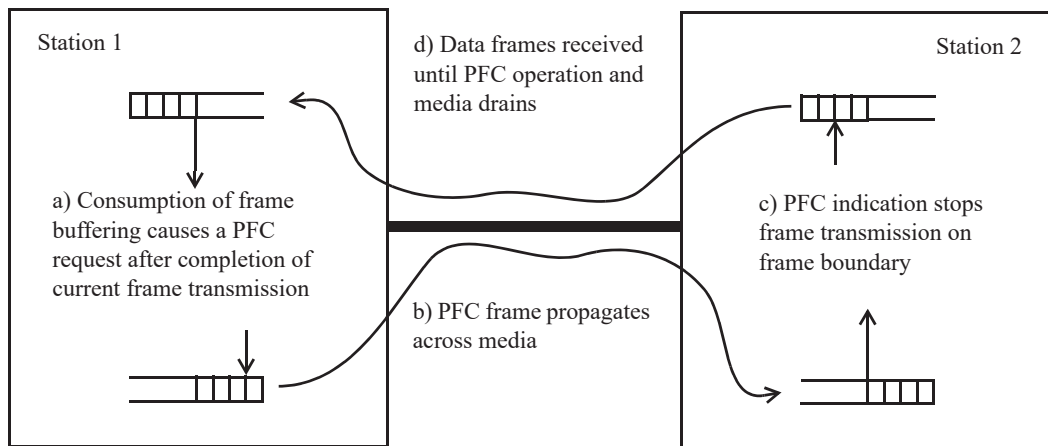 Station 1
d) Data frames received
until PFC operation and
media drains
Station 2
a) Consumption of frame
buffering causes a PFC
request after completion of
current frame transmission
c) PFC indication stops
frame transmission on
frame boundary
b) PFC frame propagates
across media